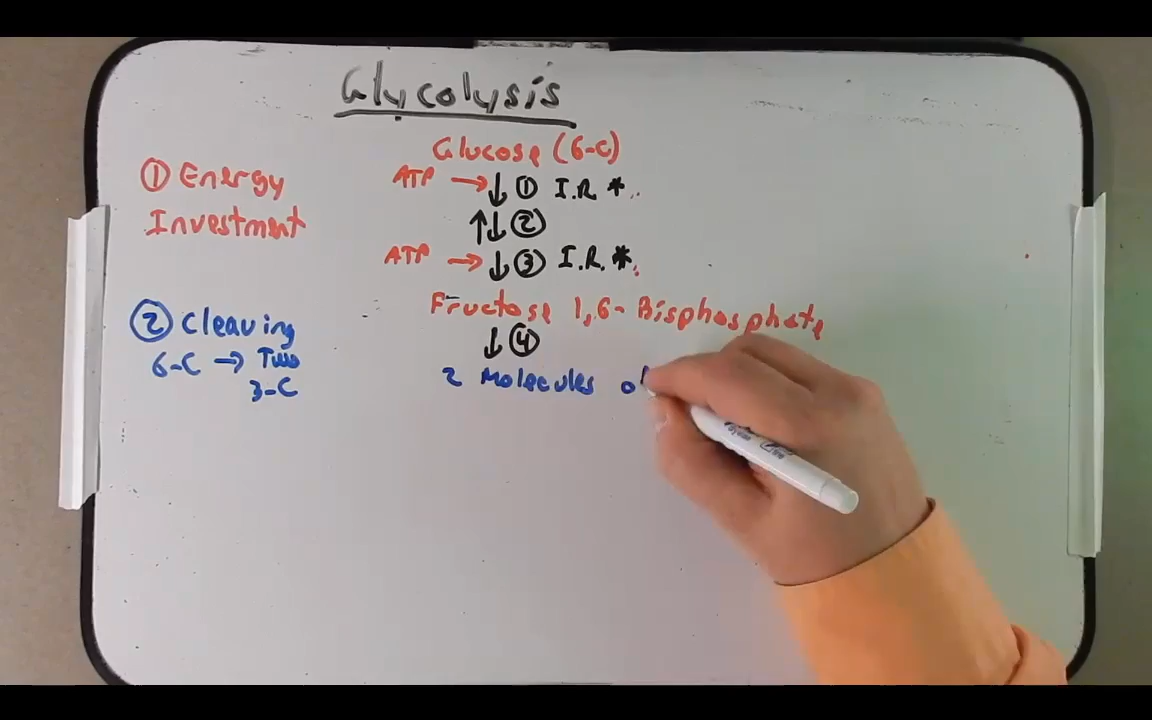 Glycolysis
Glucose (6-C)
① Energy
Investment
ATP → ↓ ① I.R *
↑↓ ②
ATP → ↓ ③ I.R. *
Fructose 1,6- Bisphosphate
↓ ④
② Cleaving
6-C → Two
3-C
2 Molecules of